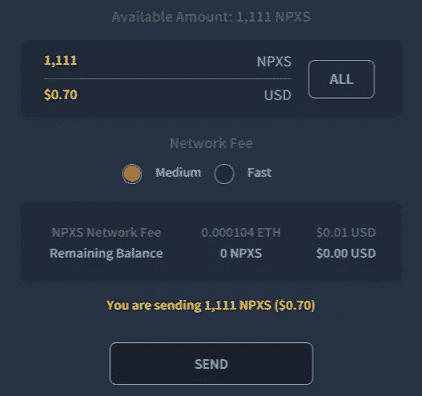 Available Amount: 1,111 NPXS
1,111 NPXS
ALL
$0.70 USD
Network Fee
Medium Fast
NPXS Network Fee 0.000104 ETH $0.01 USD
Remaining Balance 0 NPXS $0.00 USD
You are sending 1,111 NPXS ($0.70)
SEND